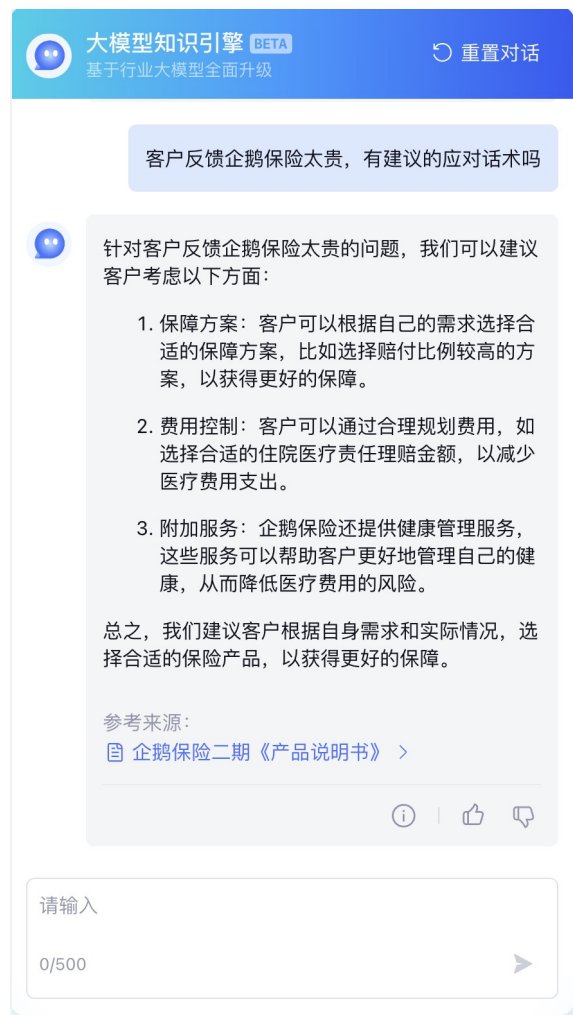 大模型知识引擎 BETA
基于行业大模型全面升级
重置对话
客户反馈企鹅保险太贵，有建议的应对话术吗
针对客户反馈企鹅保险太贵的问题，我们可以建议
客户考虑以下方面：
1. 保障方案：客户可以根据自己的需求选择合
适的保障方案，比如选择赔付比例较高的方
案，以获得更好的保障。
2. 费用控制：客户可以通过合理规划费用，如
选择合适的住院医疗责任理赔金额，以减少
医疗费用支出。
3. 附加服务：企鹅保险还提供健康管理服务，
这些服务可以帮助客户更好地管理自己的健
康，从而降低医疗费用的风险。
总之，我们建议客户根据自身需求和实际情况，选
择合适的保险产品，以获得更好的保障。
参考来源：
企鹅保险二期《产品说明书》
请输入
0/500